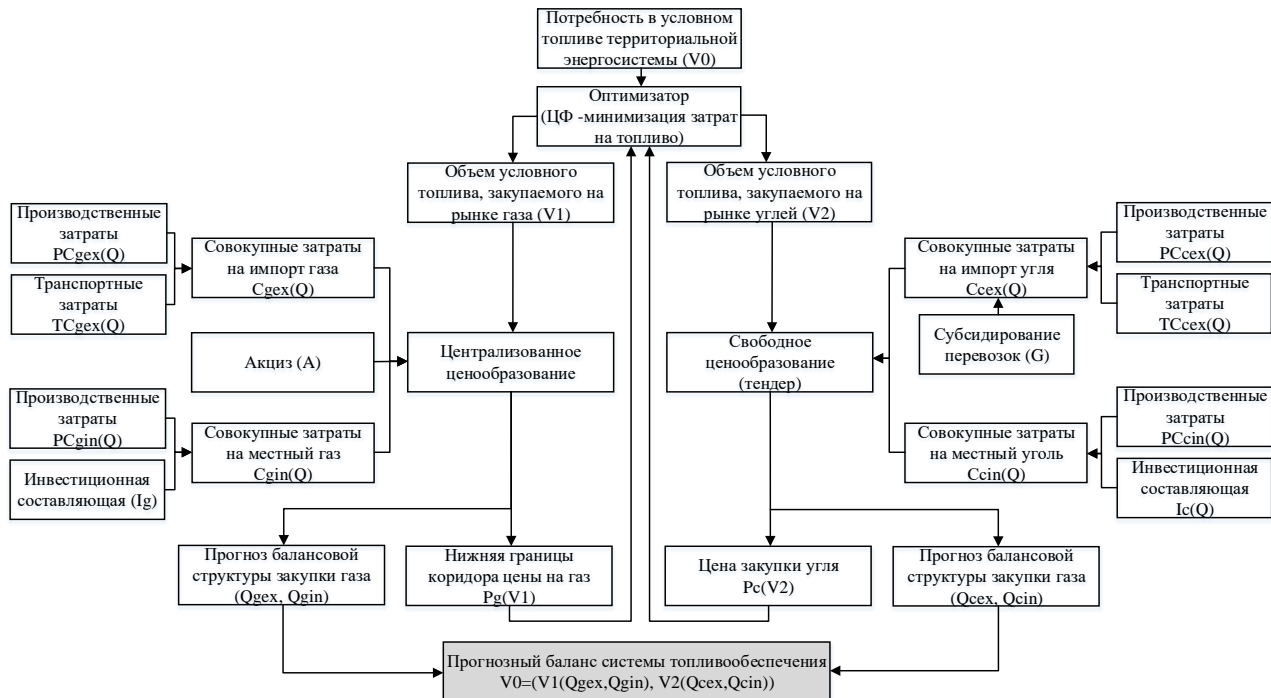 Потребность в условном
топливе территориальной
энергосистемы (V0)
Оптимизатор
(ЦФ -минимизация затрат
на топливо)
Объем условного
топлива, закупаемого на
рынке газа (V1)
Объем условного
топлива, закупаемого на
рынке углей (V2)
Производственные
затраты
PCgex(Q)
Транспортные
затраты
TCgex(Q)
Совокупные затраты
на импорт газа
Cgex(Q)
Совокупные затраты
на импорт угля
Ccex(Q)
Производственные
затраты
PCcex(Q)
Транспортные
затраты
TCcex(Q)
Субсидирование
перевозок (G)
Акциз (A)
Централизованное
ценообразование
Свободное
ценообразование
(тендер)
Производственные
затраты
PCgin(Q)
Инвестиционная
составляющая (Ig)
Совокупные затраты
на местный газ
Cgin(Q)
Совокупные затраты
на местный уголь
Ccin(Q)
Производственные
затраты
PCcin(Q)
Инвестиционная
составляющая
Ic(Q)
Прогноз балансовой
структуры закупки газа
(Qgex, Qgin)
Нижняя границы
коридора цены на газ
Pg(V1)
Цена закупки угля
Pc(V2)
Прогноз балансовой
структуры закупки газа
(Qcex, Qcin)
Прогнозный баланс системы топливообеспечения
V0=(V1(Qgex,Qgin), V2(Qcex,Qcin))